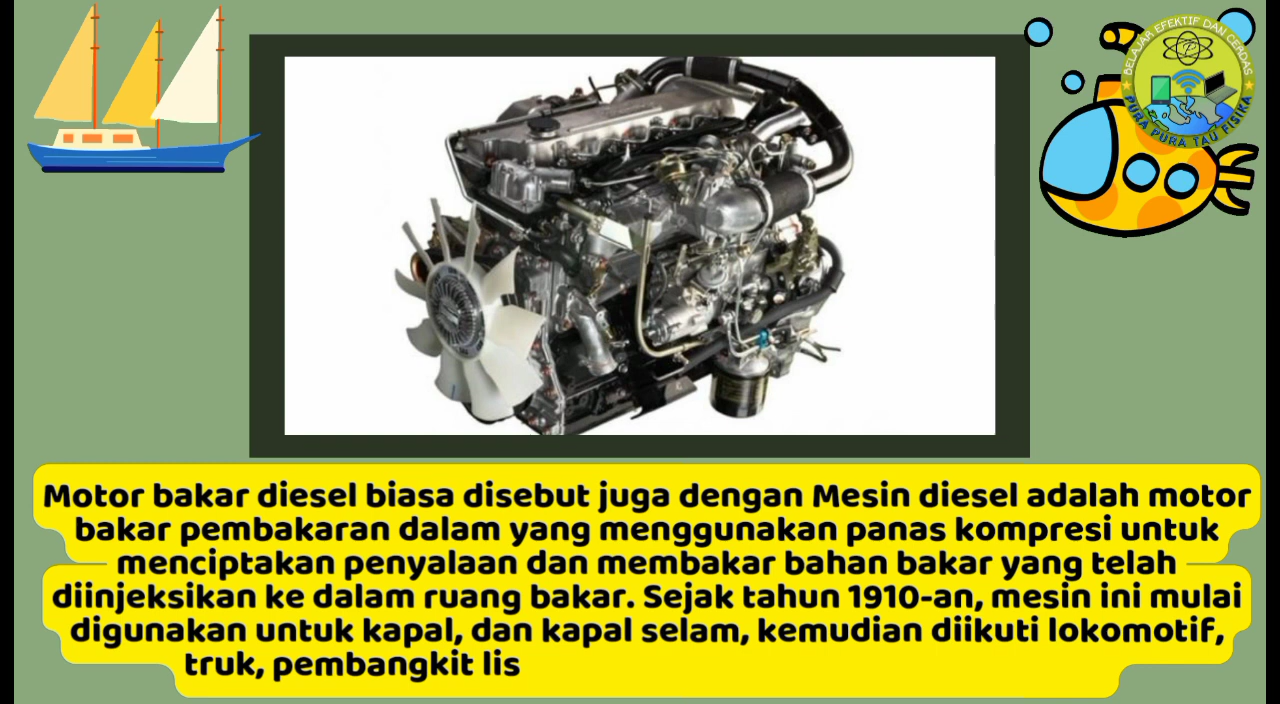 BELAJAR EFEKTIF DAN CERDAS
PURA PURA TAU FISIKA
Motor bakar diesel biasa disebut juga dengan Mesin diesel adalah motor
bakar pembakaran dalam yang menggunakan panas kompresi untuk
menciptakan penyalaan dan membakar bahan bakar yang telah
diinjeksikan ke dalam ruang bakar. Sejak tahun 1910-an, mesin ini mulai
digunakan untuk kapal, dan kapal selam, kemudian diikuti lokomotif,
truk, pembangkit lis